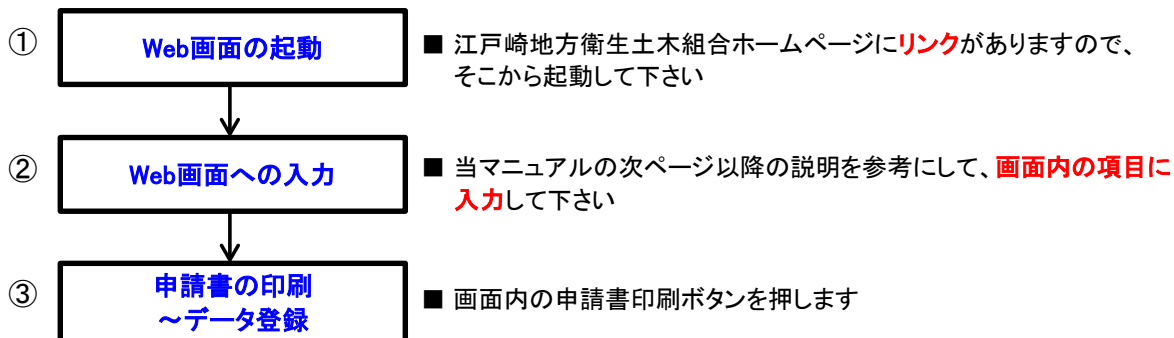 ① Web画面の起動 ■ 江戸崎地方衛生土木組合ホームページにリンクがありますので、
そこから起動して下さい
② Web画面への入力 ■ 当マニュアルの次ページ以降の説明を参考にして、画面内の項目に
入力して下さい
③ 申請書の印刷
～データ登録
■ 画面内の申請書印刷ボタンを押します